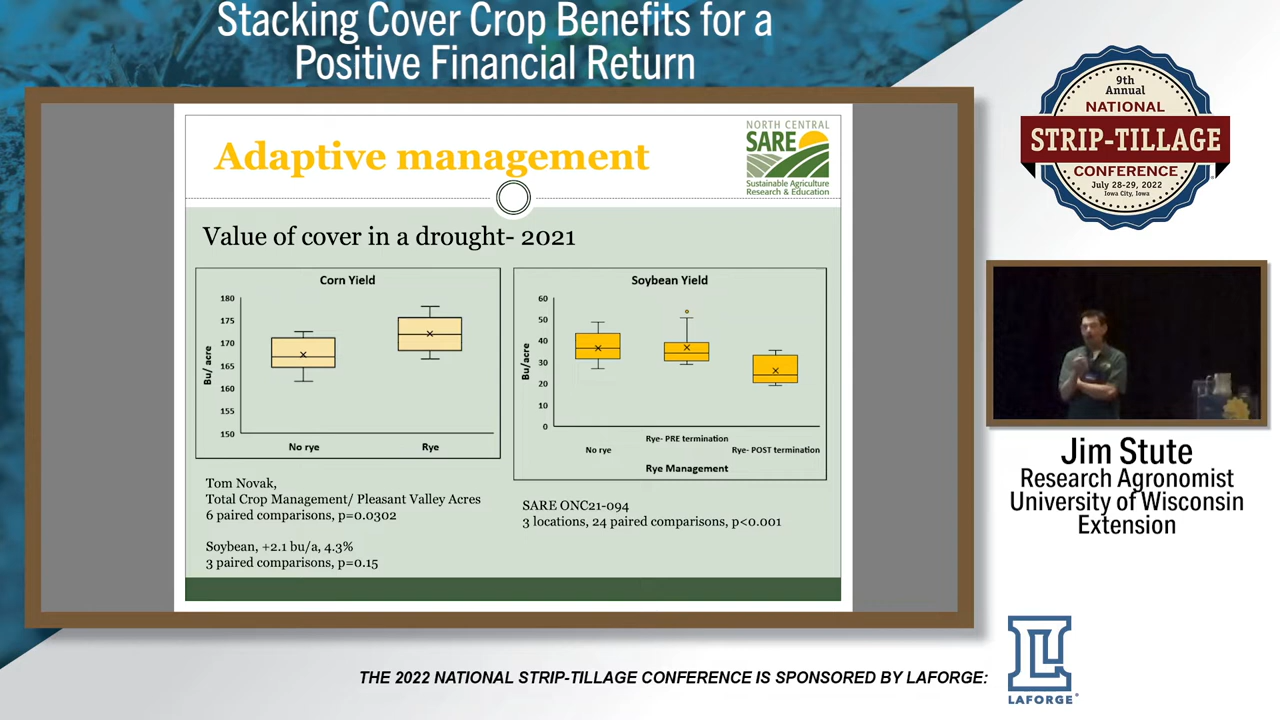 Stacking Cover Crop Benefits for a
Positive Financial Return
Adaptive management
NORTH CENTRAL
SARE
Sustainable Agriculture
Research & Education
Value of cover in a drought- 2021
Corn Yield
Bu/ acre
180
175
170
165
160
155
150
No rye
Rye
Soybean Yield
Bu/acre
60
50
40
30
20
10
0
Rye- PRE termination
No rye
Rye- POST termination
Rye Management
Tom Novak,
Total Crop Management/ Pleasant Valley Acres
6 paired comparisons, p=0.0302
Soybean, +2.1 bu/a, 4.3%
3 paired comparisons, p=0.15
SARE ONC21-094
3 locations, 24 paired comparisons, p<0.001
9th
Annual
NATIONAL
STRIP-TILLAGE
CONFERENCE
July 28-29, 2022
Iowa City, Iowa
Jim Stute
Research Agronomist
University of Wisconsin
Extension
THE 2022 NATIONAL STRIP-TILLAGE CONFERENCE IS SPONSORED BY LAFORGE:
LAFORGE®